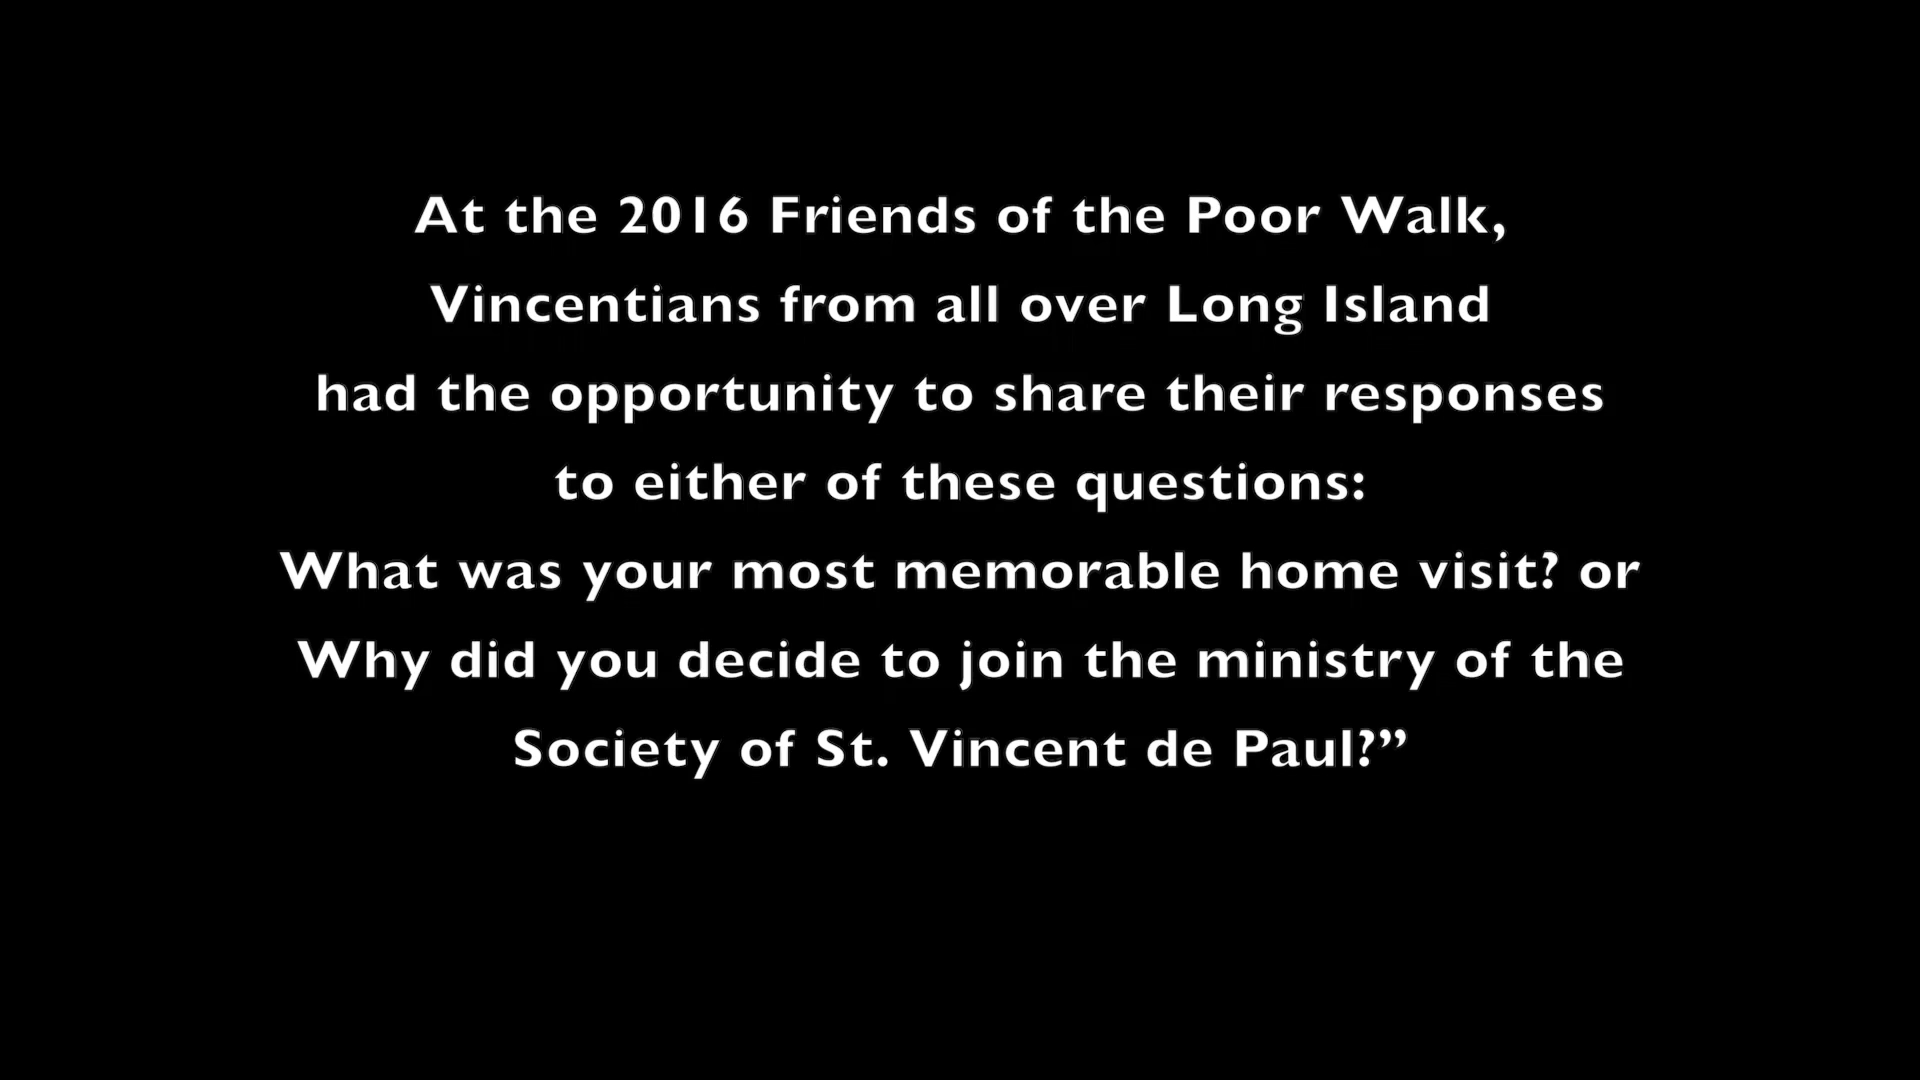 At the 2016 Friends of the Poor Walk,
Vincentians from all over Long Island
had the opportunity to share their responses
to either of these questions:
What was your most memorable home visit? or
Why did you decide to join the ministry of the
Society of St. Vincent de Paul?”